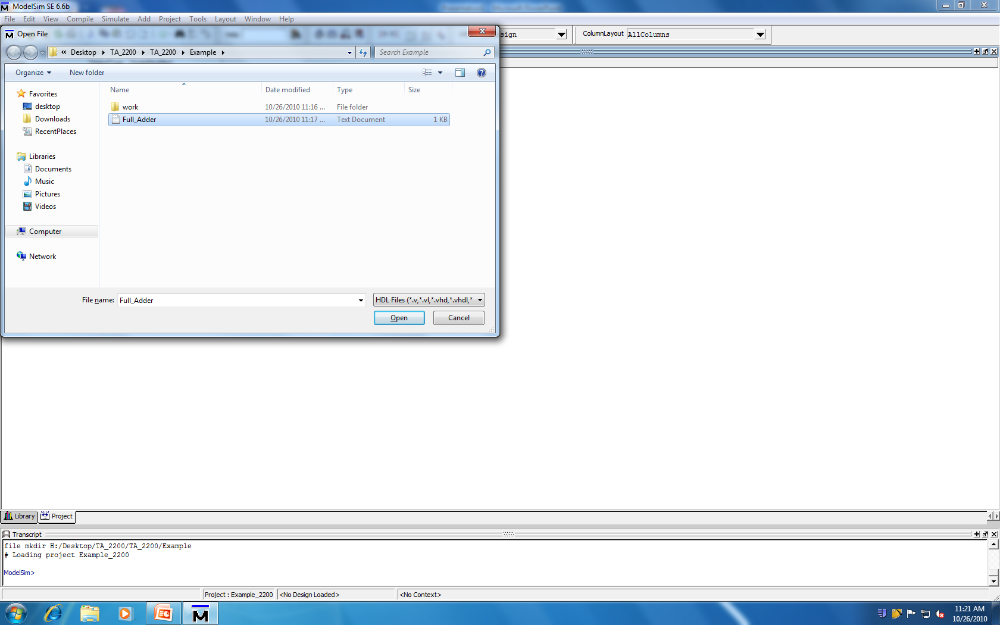 ModelSim SE 6.6b
File Edit View Compile Simulate Add Project Tools Layout Window Help
Open File
sign
ColumnLayout AllColumns
« Desktop TA_2200 TA_2200 Example
Search Example
Organize New folder
Name Date modified Type Size
Favorites
desktop
Downloads
RecentPlaces
Libraries
Documents
Music
Pictures
Videos
Computer
Network
work 10/26/2010 11:16 ... File folder
Full_Adder 10/26/2010 11:17 ... Text Document 1 KB
File name: Full_Adder
HDL Files (*.v,*.vl,*.vhd,*.vhdl,*
Open Cancel
Library Project
Transcript
file mkdir H:/Desktop/TA_2200/TA_2200/Example
# Loading project Example_2200
ModelSim>
Project : Example_2200 <No Design Loaded> <No Context>
11:21 AM
10/26/2010